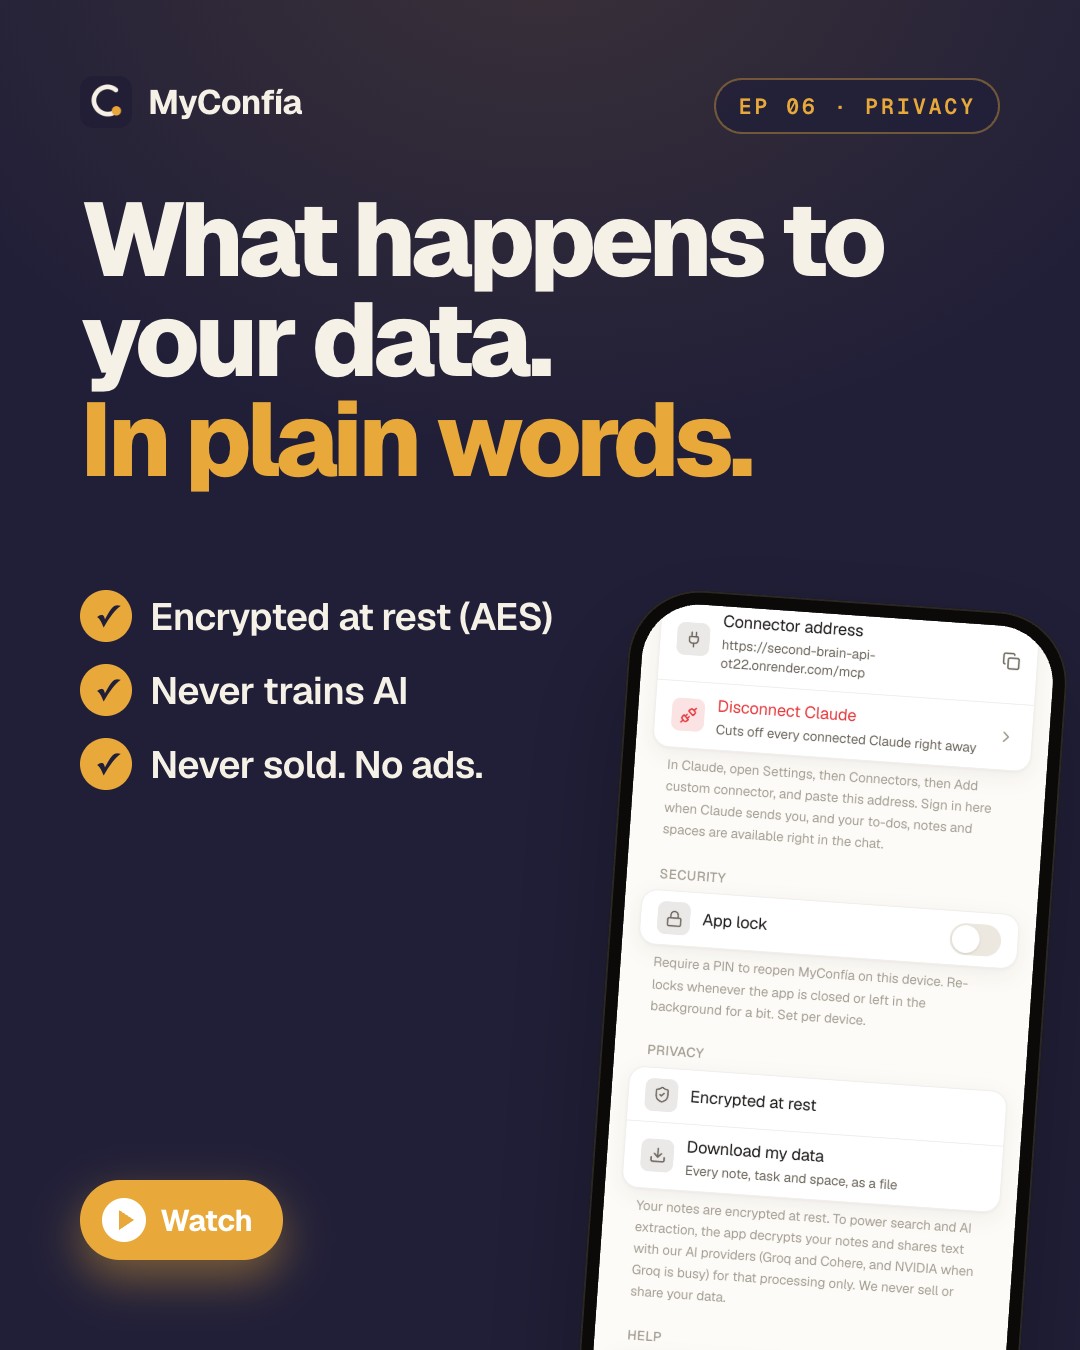 MyConfía
EP 06 · PRIVACY
What happens to
your data.
In plain words.
Encrypted at rest (AES)
Never trains AI
Never sold. No ads.
Watch
Connector address
https://second-brain-api-
ot22.onrender.com/mcp
Disconnect Claude
Cuts off every connected Claude right away
In Claude, open Settings, then Connectors, then Add
custom connector, and paste this address. Sign in here
when Claude sends you, and your to-dos, notes and
spaces are available right in the chat.
SECURITY
App lock
Require a PIN to reopen MyConfía on this device. Re-
locks whenever the app is closed or left in the
background for a bit. Set per device.
PRIVACY
Encrypted at rest
Download my data
Every note, task and space, as a file
Your notes are encrypted at rest. To power search and AI
extraction, the app decrypts your notes and shares text
with our AI providers (Groq and Cohere, and NVIDIA when
Groq is busy) for that processing only. We never sell or
share your data.
HELP